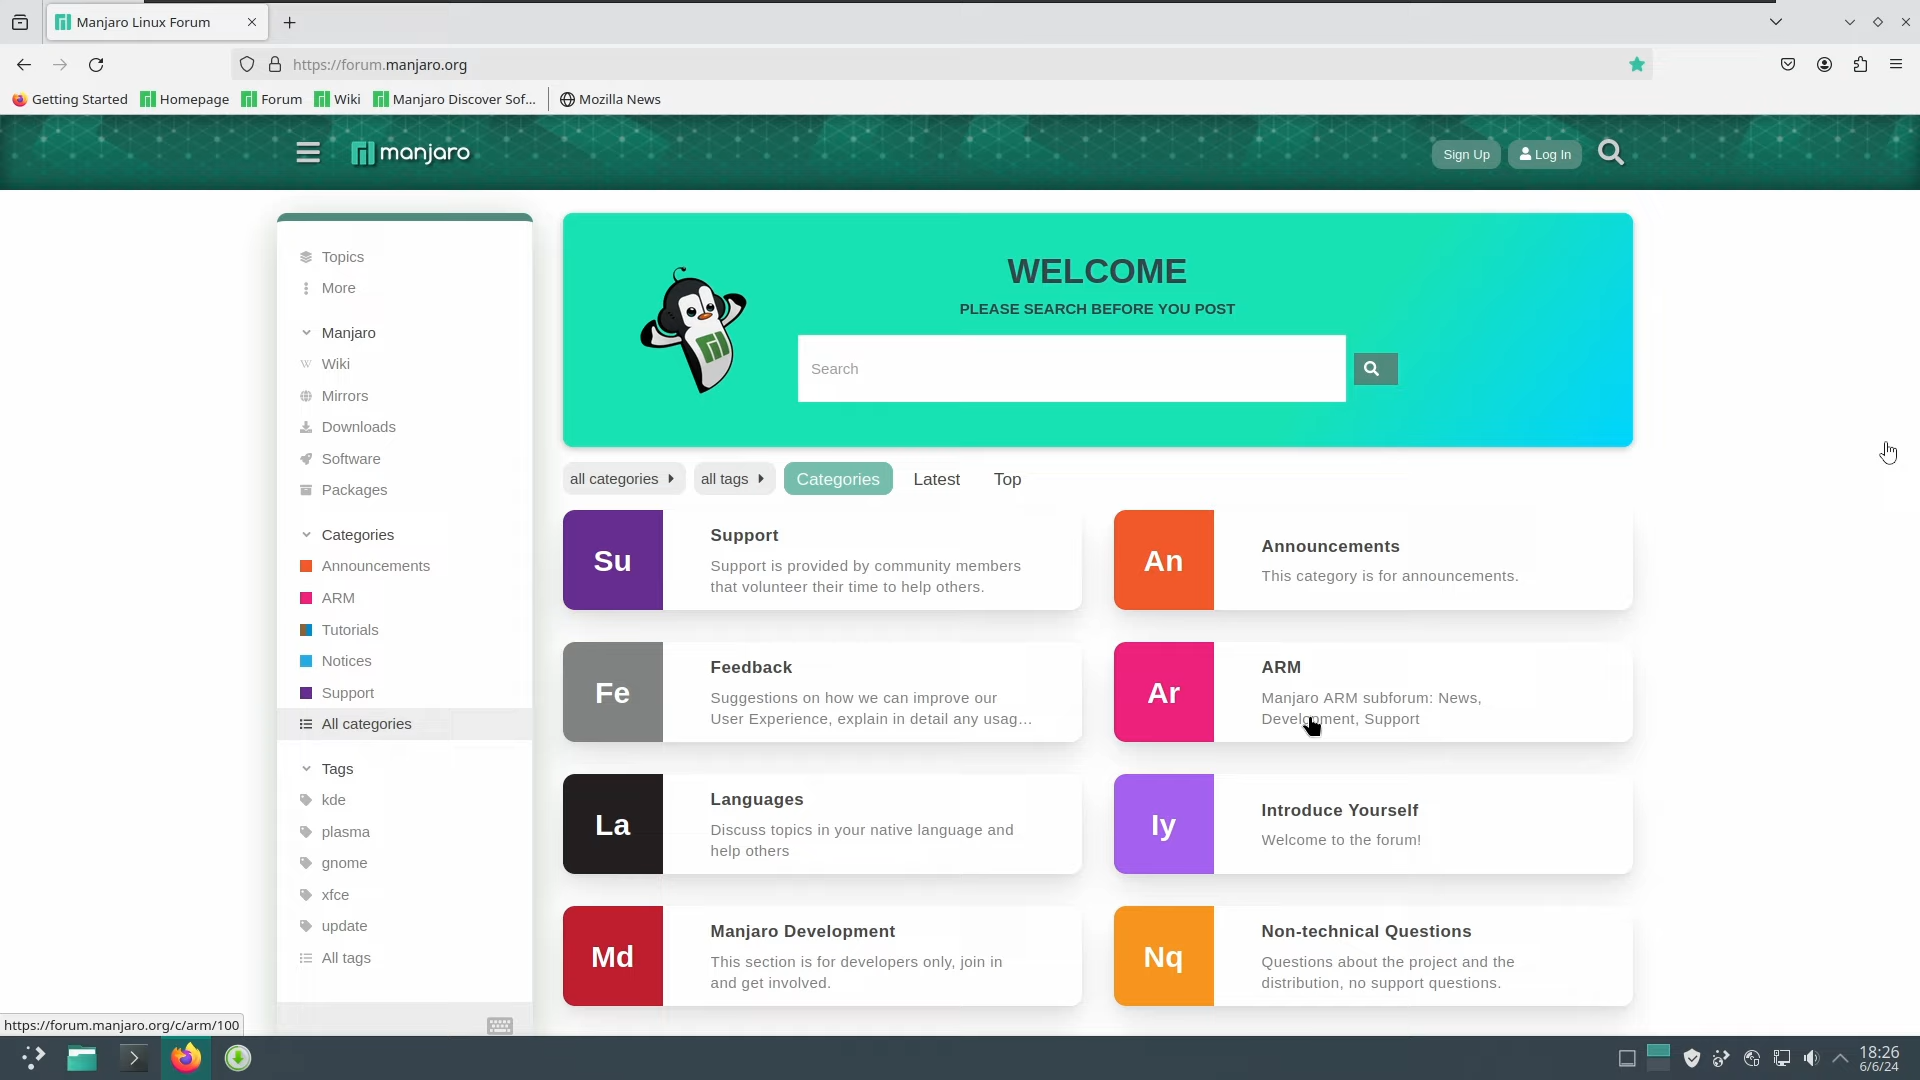 Manjaro Linux Forum
https://forum.manjaro.org
Getting Started
Homepage
Forum
Wiki
Manjaro Discover Sof...
Mozilla News
manjaro
Sign Up
Log In
Topics
More
Manjaro
Wiki
Mirrors
Downloads
Software
Packages
Categories
Announcements
ARM
Tutorials
Notices
Support
All categories
Tags
kde
plasma
gnome
xfce
update
All tags
WELCOME
PLEASE SEARCH BEFORE YOU POST
Search
all categories
all tags
Categories
Latest
Top
Su
Support
Support is provided by community members
that volunteer their time to help others.
An
Announcements
This category is for announcements.
Fe
Feedback
Suggestions on how we can improve our
User Experience, explain in detail any usag...
Ar
ARM
Manjaro ARM subforum: News,
Development, Support
La
Languages
Discuss topics in your native language and
help others
Iy
Introduce Yourself
Welcome to the forum!
Md
Manjaro Development
This section is for developers only, join in
and get involved.
Nq
Non-technical Questions
Questions about the project and the
distribution, no support questions.
https://forum.manjaro.org/c/arm/100
18:26
6/6/24